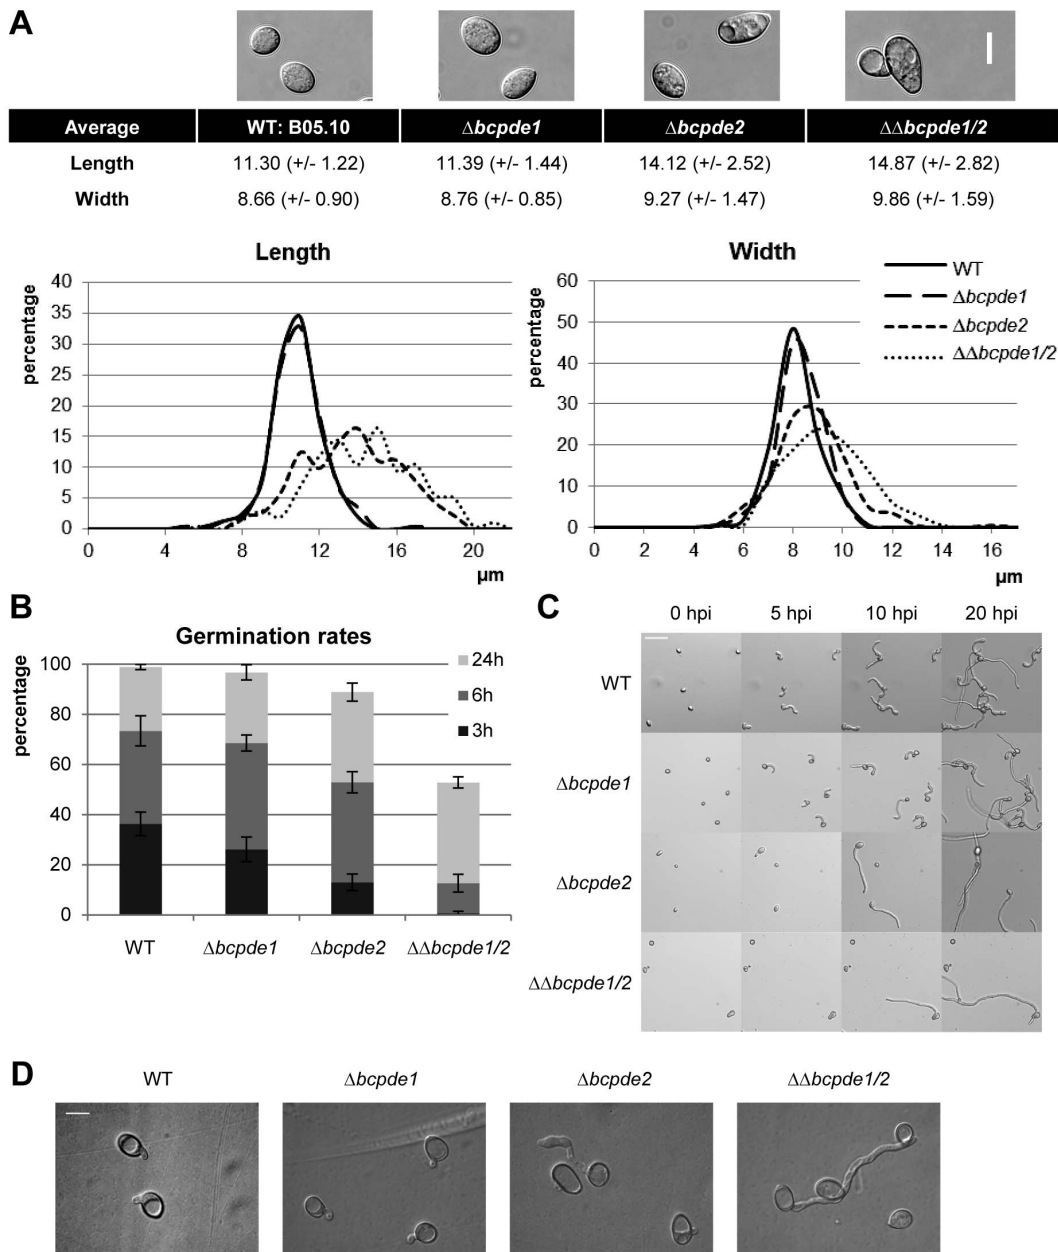 A
Average WT: B05.10 Δbcpde1 Δbcpde2 ΔΔbcpde1/2
Length 11.30 (+/- 1.22) 11.39 (+/- 1.44) 14.12 (+/- 2.52) 14.87 (+/- 2.82)
Width 8.66 (+/- 0.90) 8.76 (+/- 0.85) 9.27 (+/- 1.47) 9.86 (+/- 1.59)
Length
percentage
40
35
30
25
20
15
10
5
0
0 4 8 12 16 20
µm
Width
percentage
60
50
40
30
20
10
0
0 2 4 6 8 10 12 14 16
µm
WT
Δbcpde1
Δbcpde2
ΔΔbcpde1/2
B
Germination rates
percentage
100
80
60
40
20
0
24h
6h
3h
WT Δbcpde1 Δbcpde2 ΔΔbcpde1/2
C
0 hpi 5 hpi 10 hpi 20 hpi
WT
Δbcpde1
Δbcpde2
ΔΔbcpde1/2
D
WT Δbcpde1 Δbcpde2 ΔΔbcpde1/2